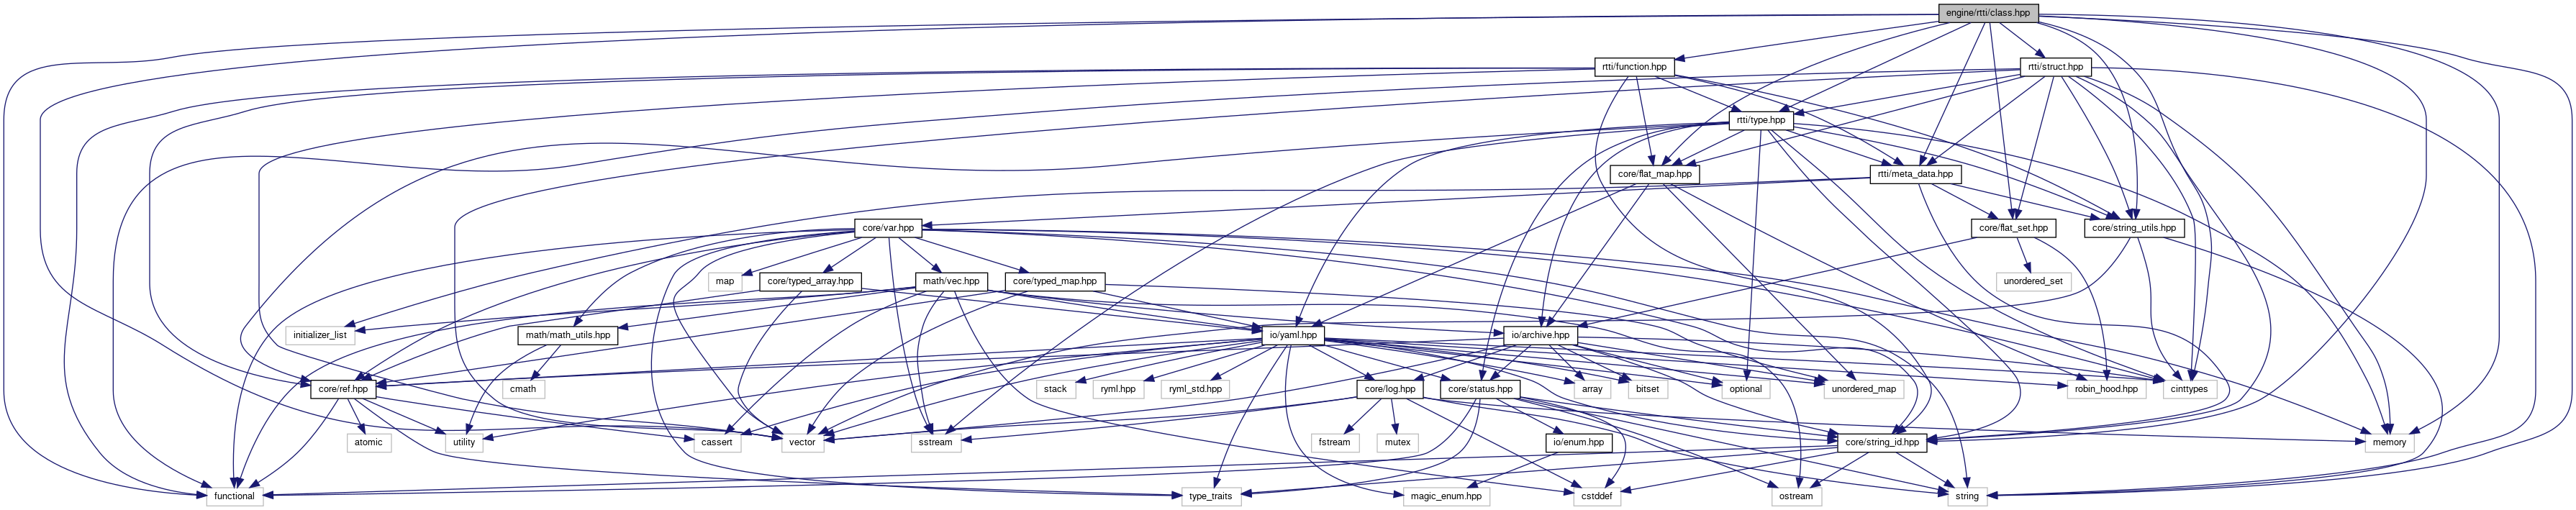 engine/rtti/class.hpp
rtti/function.hpp
rtti/struct.hpp
rtti/type.hpp
core/flat_map.hpp
rtti/meta_data.hpp
core/var.hpp
core/flat_set.hpp
core/string_utils.hpp
map
core/typed_array.hpp
math/vec.hpp
core/typed_map.hpp
unordered_set
initializer_list
math/math_utils.hpp
io/yaml.hpp
io/archive.hpp
core/ref.hpp
cmath
stack
ryml.hpp
ryml_std.hpp
core/log.hpp
core/status.hpp
array
bitset
optional
unordered_map
robin_hood.hpp
cinttypes
atomic
utility
cassert
vector
sstream
fstream
mutex
io/enum.hpp
core/string_id.hpp
memory
functional
type_traits
magic_enum.hpp
cstddef
ostream
string